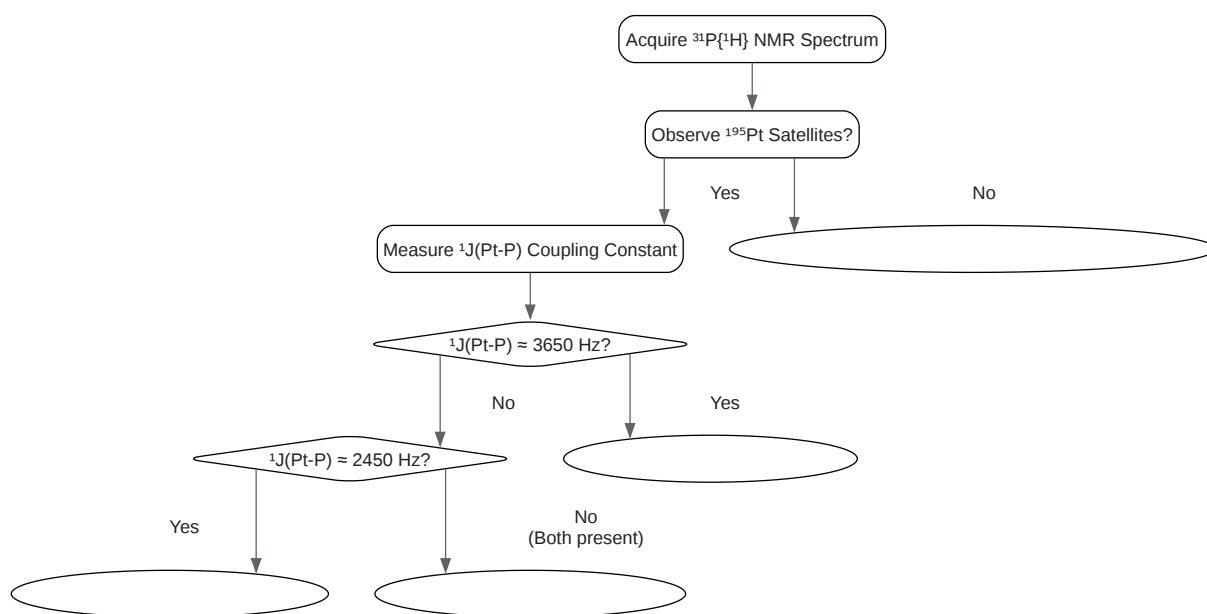 Acquire ³¹P{¹H} NMR Spectrum
Observe ¹⁹⁵Pt Satellites?
Yes
No
Measure ¹J(Pt-P) Coupling Constant
¹J(Pt-P) ≈ 3650 Hz?
No
Yes
¹J(Pt-P) ≈ 2450 Hz?
Yes
No
(Both present)